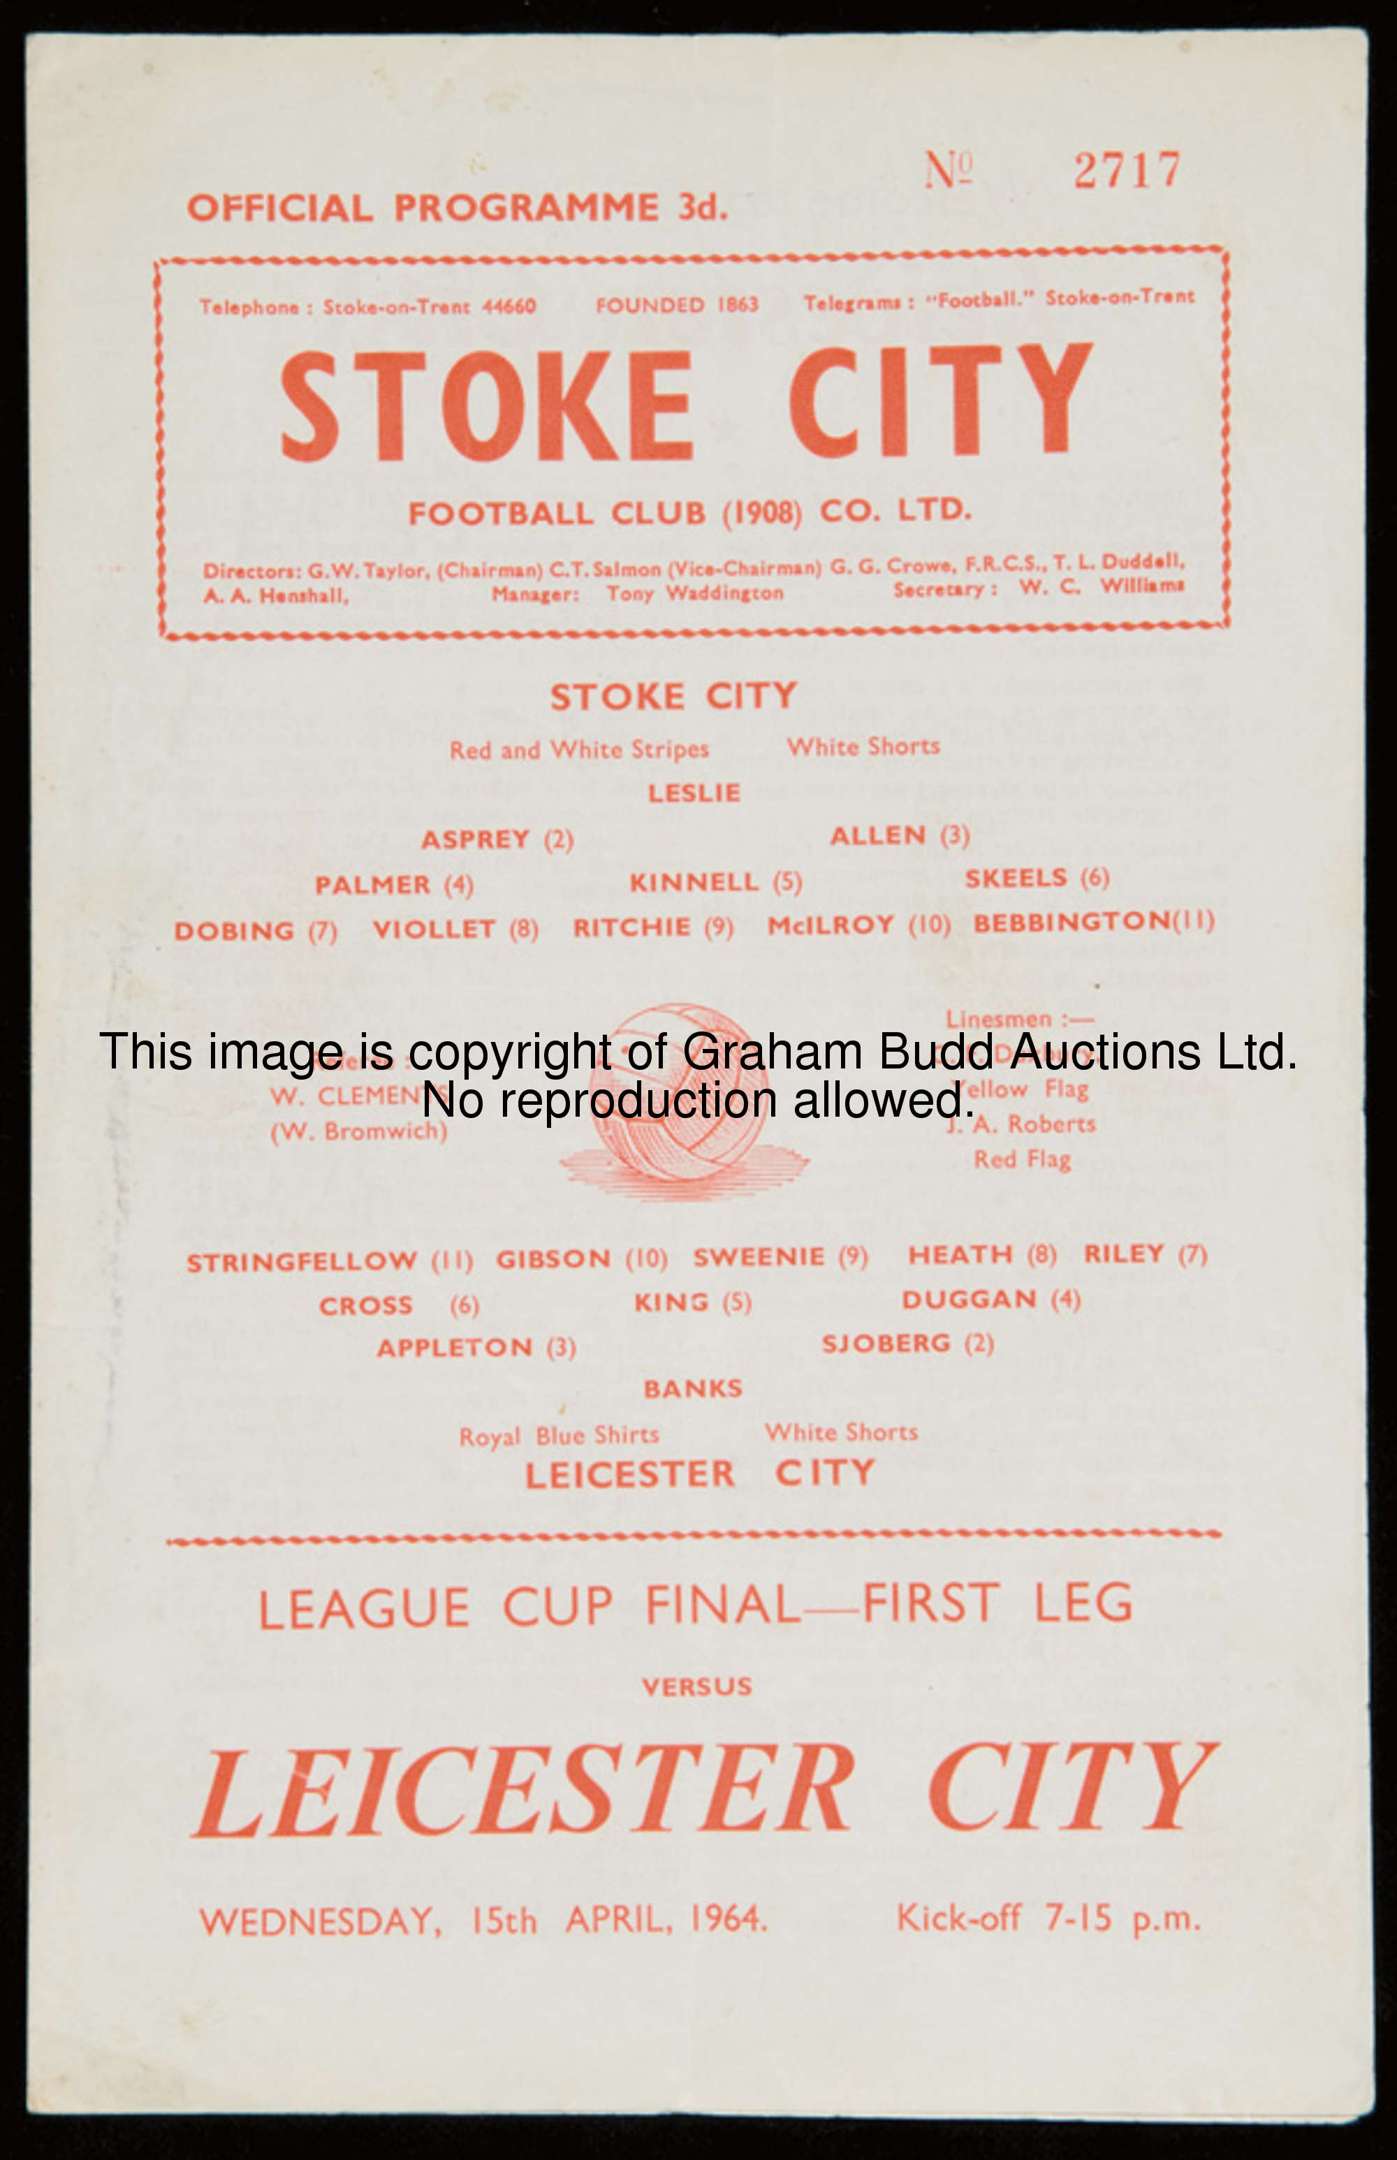 Nº 2717
OFFICIAL PROGRAMME 3d.
Telephone : Stoke-on-Trent 44660 FOUNDED 1863 Telegrams : "Football." Stoke-on-Trent
STOKE CITY
FOOTBALL CLUB (1908) CO. LTD.
Directors: G.W. Taylor, (Chairman) C.T. Salmon (Vice-Chairman) G. G. Crowe, F.R.C.S., T. L. Duddell,
A. A. Henshall, Manager: Tony Waddington Secretary : W. C. Williams
STOKE CITY
Red and White Stripes White Shorts
LESLIE
ASPREY (2) ALLEN (3)
PALMER (4) KINNELL (5) SKEELS (6)
DOBING (7) VIOLLET (8) RITCHIE (9) McILROY (10) BEBBINGTON(11)
Linesmen :—
This image is copyright of Graham Budd Auctions Ltd.
No reproduction allowed.
W. CLEMENTS Yellow Flag
(W. Bromwich) J. A. Roberts
Red Flag
STRINGFELLOW (11) GIBSON (10) SWEENIE (9) HEATH (8) RILEY (7)
CROSS (6) KING (5) DUGGAN (4)
APPLETON (3) SJOBERG (2)
BANKS
Royal Blue Shirts White Shorts
LEICESTER CITY
LEAGUE CUP FINAL—FIRST LEG
VERSUS
LEICESTER CITY
WEDNESDAY, 15th APRIL, 1964. Kick-off 7-15 p.m.